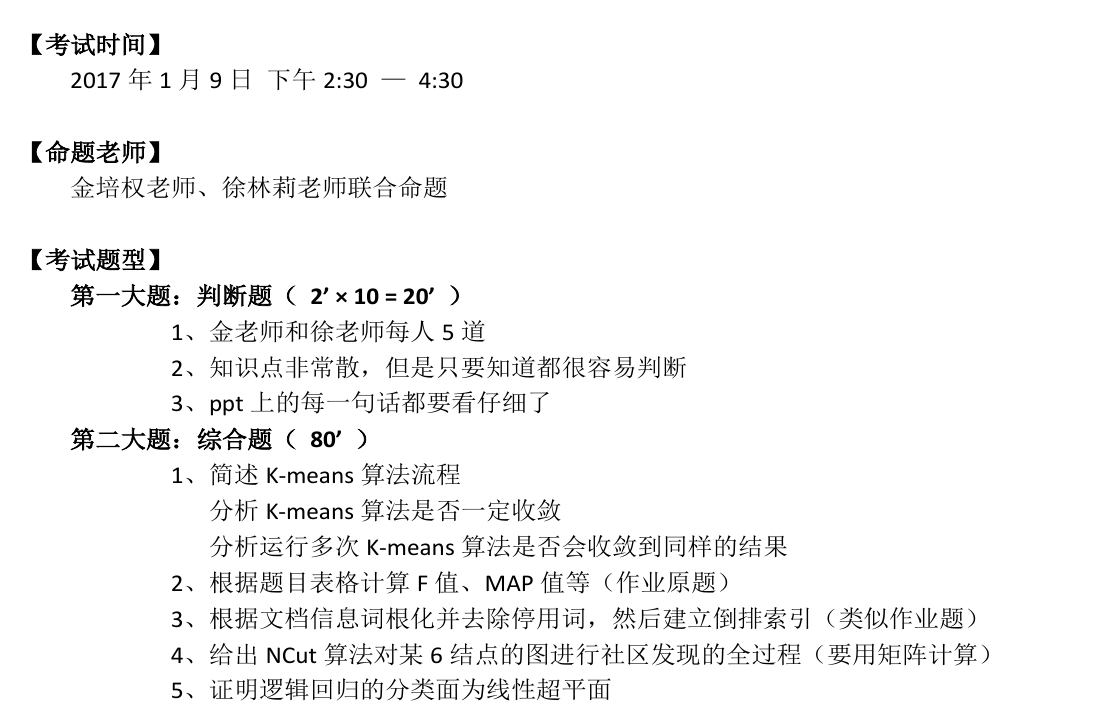 【考试时间】
2017 年 1 月 9 日 下午 2:30 — 4:30
【命题老师】
金培权老师、徐林莉老师联合命题
【考试题型】
第一大题：判断题（ 2’ × 10 = 20’ ）
1、金老师和徐老师每人 5 道
2、知识点非常散，但是只要知道都很容易判断
3、ppt 上的每一句话都要看仔细了
第二大题：综合题（ 80’ ）
1、简述 K-means 算法流程
分析 K-means 算法是否一定收敛
分析运行多次 K-means 算法是否会收敛到同样的结果
2、根据题目表格计算 F 值、MAP 值等（作业原题）
3、根据文档信息词根化并去除停用词，然后建立倒排索引（类似作业题）
4、给出 NCut 算法对某 6 结点的图进行社区发现的全过程（要用矩阵计算）
5、证明逻辑回归的分类面为线性超平面